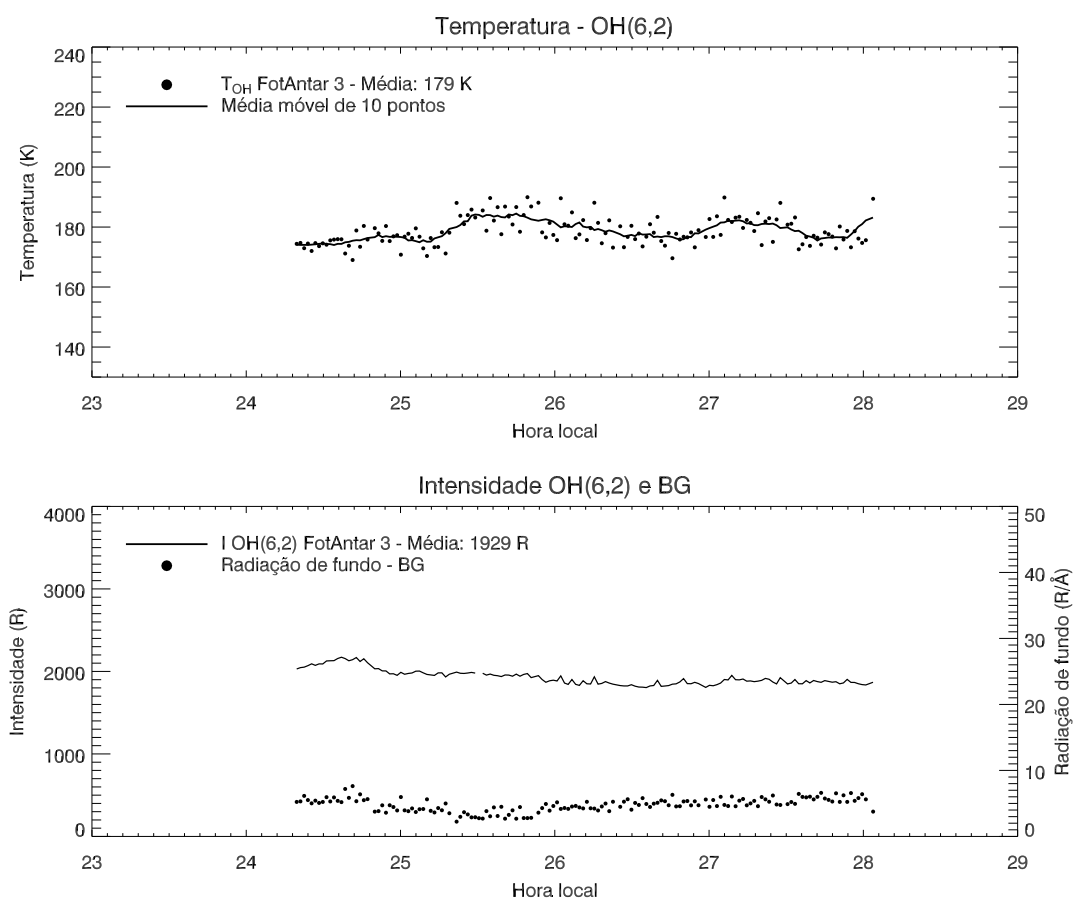 Temperatura - OH(6,2)
240
220
200
180
160
140
Temperatura (K)
T_OH FotAntar 3 - Média: 179 K
Média móvel de 10 pontos
23 24 25 26 27 28 29
Hora local
Intensidade OH(6,2) e BG
4000
3000
2000
1000
0
Intensidade (R)
I OH(6,2) FotAntar 3 - Média: 1929 R
Radiação de fundo - BG
50
40
30
20
10
0
Radiação de fundo (R/Å)
23 24 25 26 27 28 29
Hora local